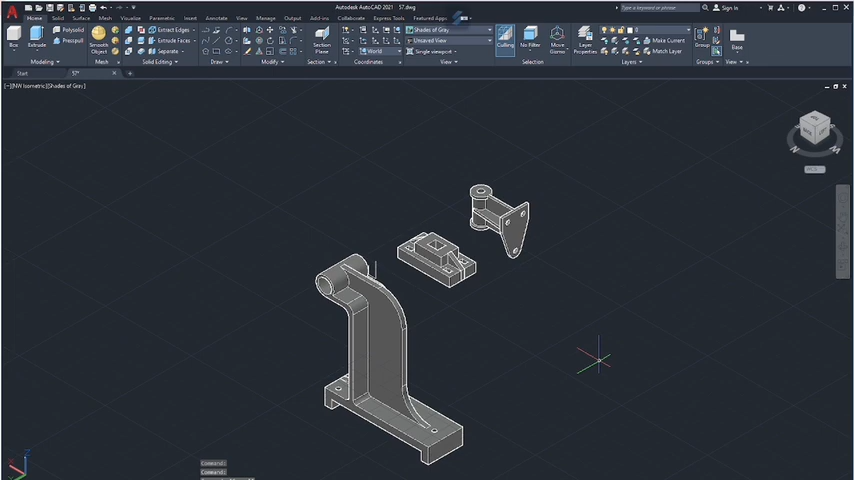 Autodesk AutoCAD 2021 57.dwg
Type a keyword or phrase
Sign In
Home Solid Surface Mesh Visualize Parametric Insert Annotate View Manage Output Add-ins Collaborate Express Tools Featured Apps
Box Extrude Polysolid Presspull Smooth Object Extract Edges Extrude Faces Separate Section Plane World Shades of Gray Unsaved View Single viewport Culling No Filter Move Gizmo Layer Properties 0 Make Current Match Layer Group Base
Modeling Mesh Solid Editing Draw Modify Section Coordinates View Selection Layers Groups View
Start 57*
[-][NW Isometric][Shades of Gray]
BACK LEFT
N W
WCS
Command:
Command: